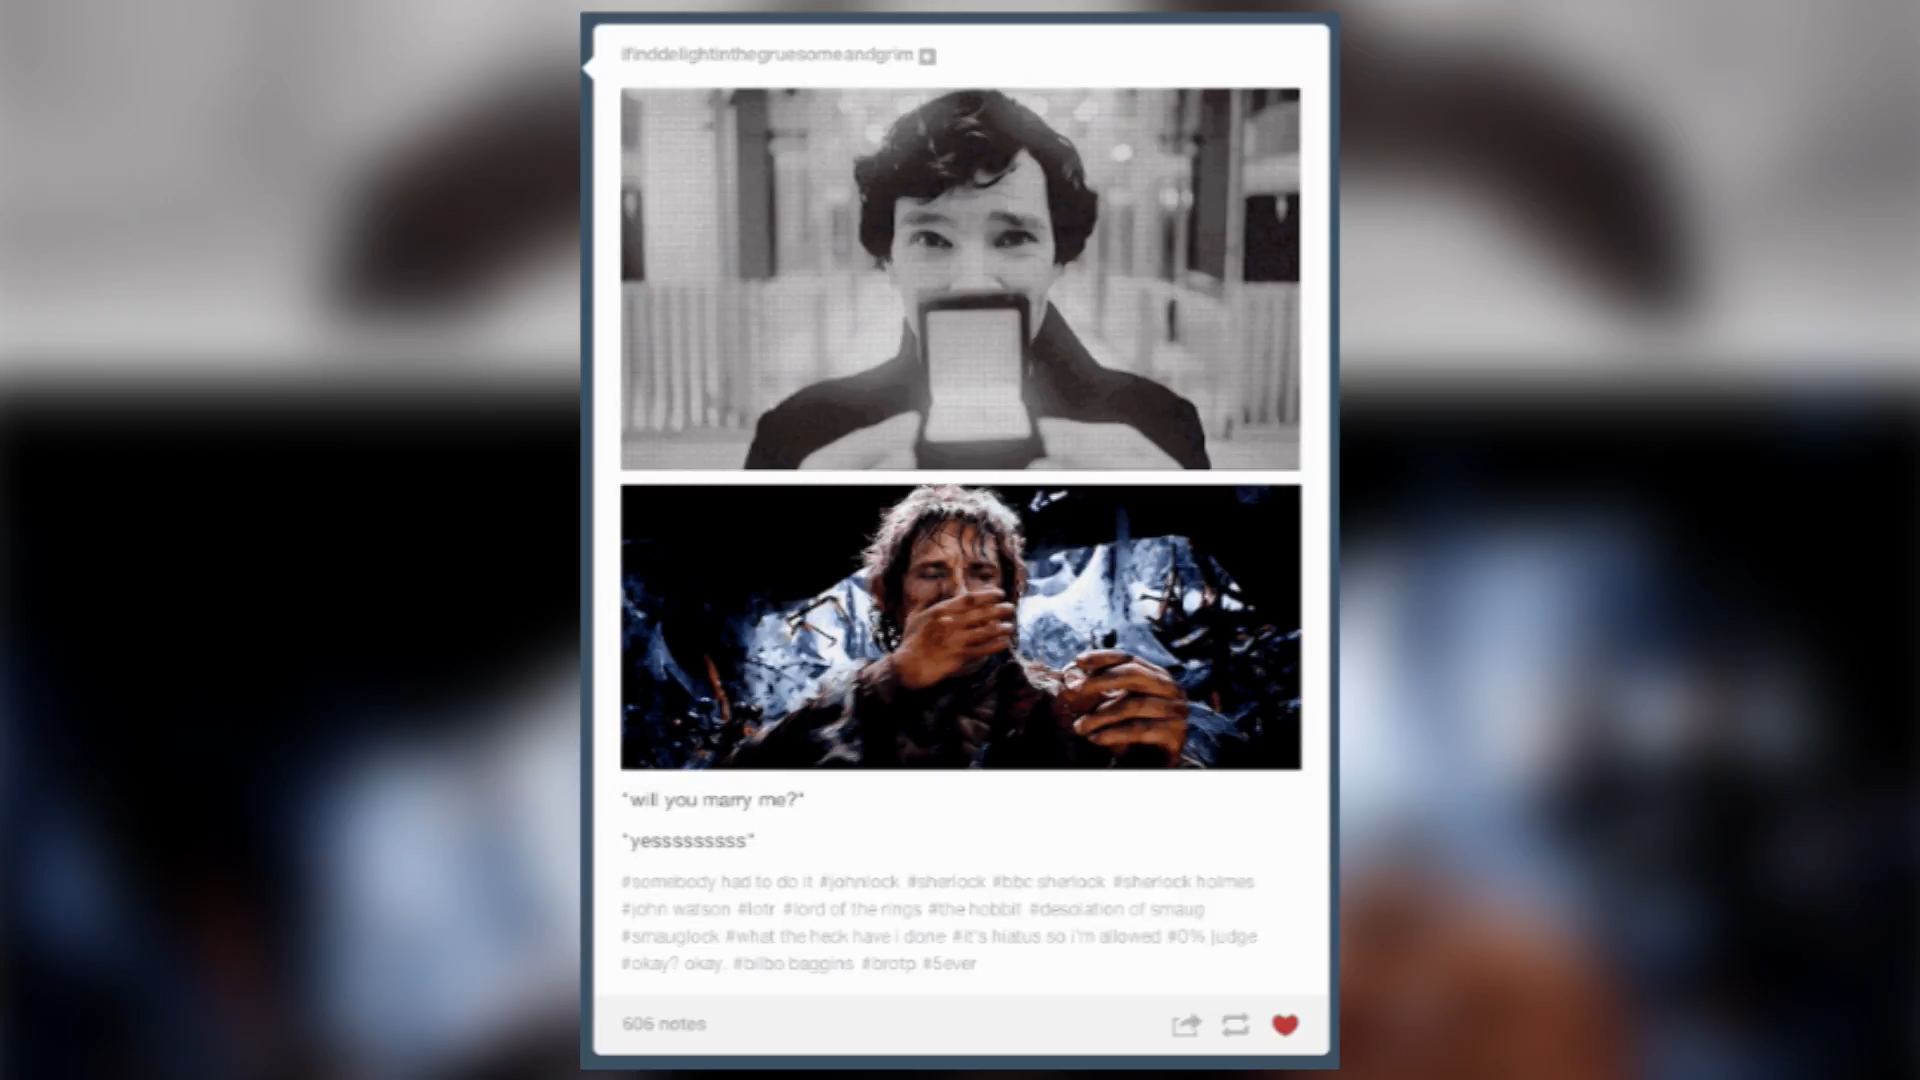 ifinddelightinthegruesomeandgrim
"will you marry me?"
"yesssssssss"
#somebody had to do it #johnlock #sherlock #bbc sherlock #sherlock holmes
#john watson #lotr #lord of the rings #the hobbit #desolation of smaug
#smauglock #what the heck have i done #it's hiatus so i'm allowed #0% judge
#okay? okay. #bilbo baggins #brotp #5ever
606 notes